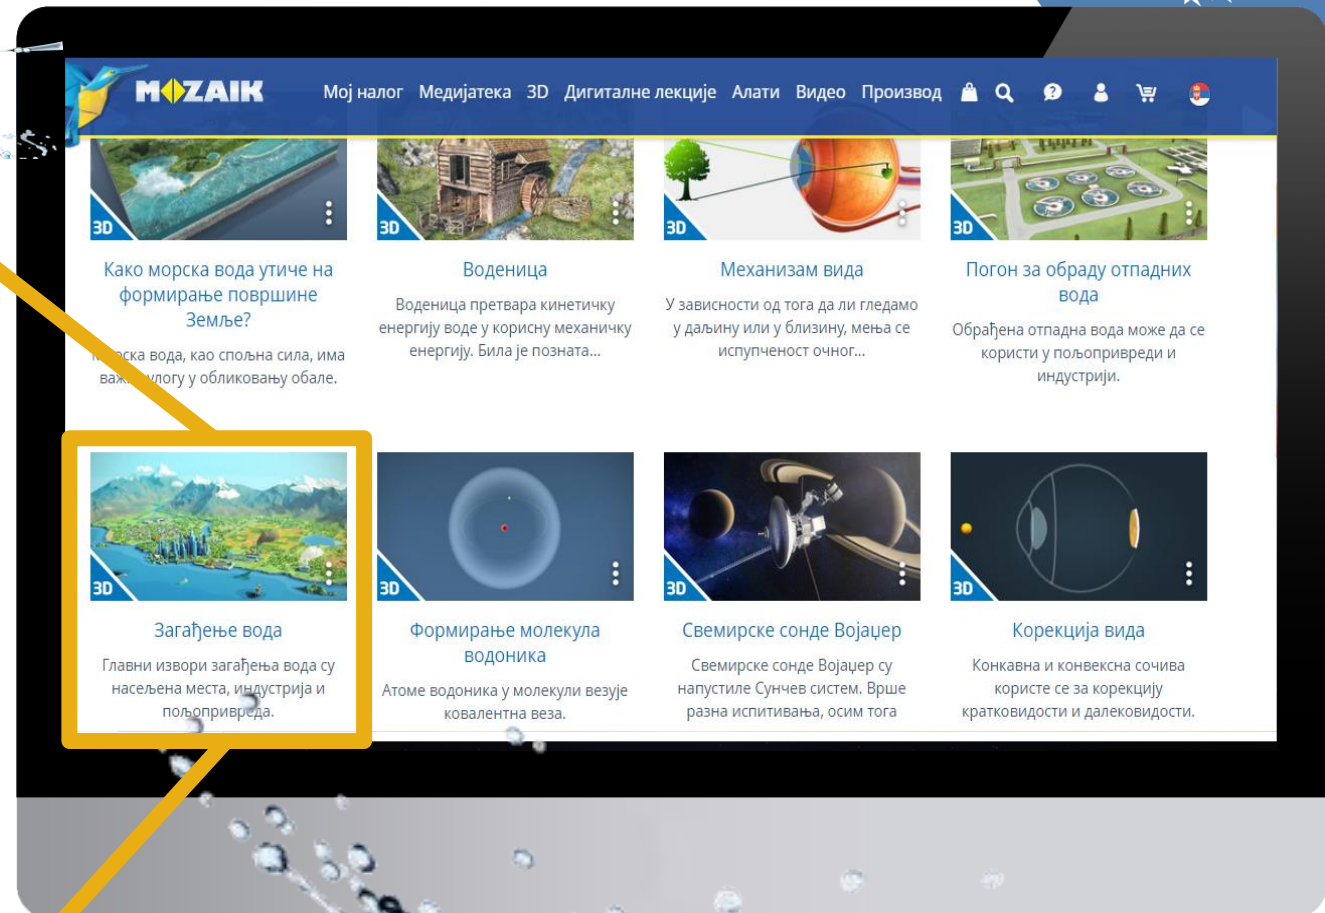 MOZAIK
Мој налог Медијатека 3D Дигиталне лекције Алати Видео Производ
3D
3D
3D
3D
Како морска вода утиче на
формирање површине
Земље?
вода, као спољна сила, има
улогу у обликовању обале.
Воденица
Воденица претвара кинетичку
енергију воде у корисну механичку
енергију. Била је позната...
Механизам вида
У зависности од тога да ли гледамо
у даљину или у близину, мења се
испупченост очног...
Погон за обраду отпадних
вода
Обрађена отпадна вода може да се
користи у пољопривреди и
индустрији.
3D
3D
3D
3D
Загађење вода
Главни извори загађења вода су
насељена места, индустрија и
пољопривреда.
Формирање молекула
водоника
Атоме водоника у молекули везује
ковалентна веза.
Свемирске сонде Војаџер
Свемирске сонде Војаџер су
напустиле Сунчев систем. Врше
разна испитивања, осим тога
Корекција вида
Конкавна и конвексна сочива
користе се за корекцију
кратковидости и далековидости.